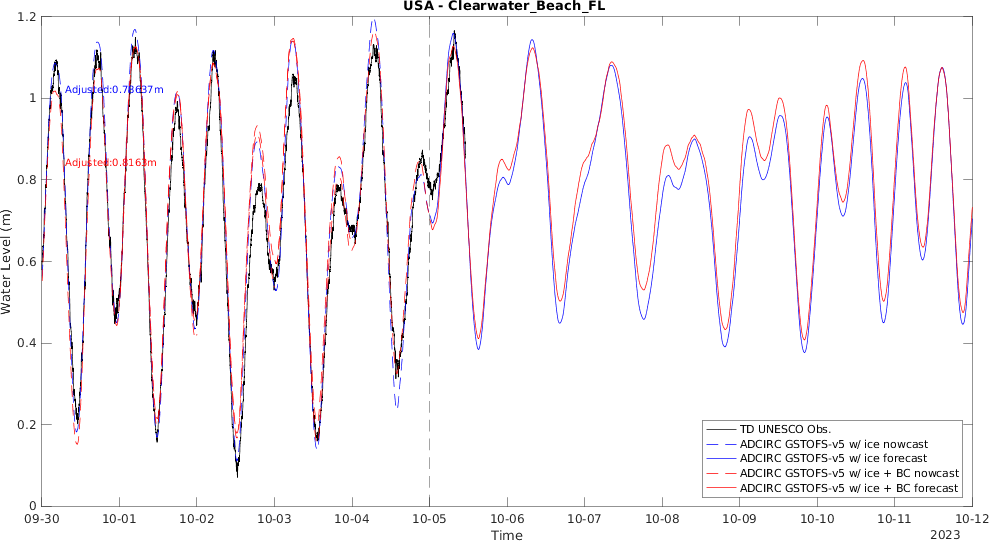 USA - Clearwater_Beach_FL
1.2
1
0.8
0.6
0.4
0.2
0
Water Level (m)
Adjusted:0.78637m
Adjusted:0.8163m
TD UNESCO Obs.
ADCIRC GSTOFS-v5 w/ ice nowcast
ADCIRC GSTOFS-v5 w/ ice forecast
ADCIRC GSTOFS-v5 w/ ice + BC nowcast
ADCIRC GSTOFS-v5 w/ ice + BC forecast
09-30 10-01 10-02 10-03 10-04 10-05 10-06 10-07 10-08 10-09 10-10 10-11 10-12
Time
2023